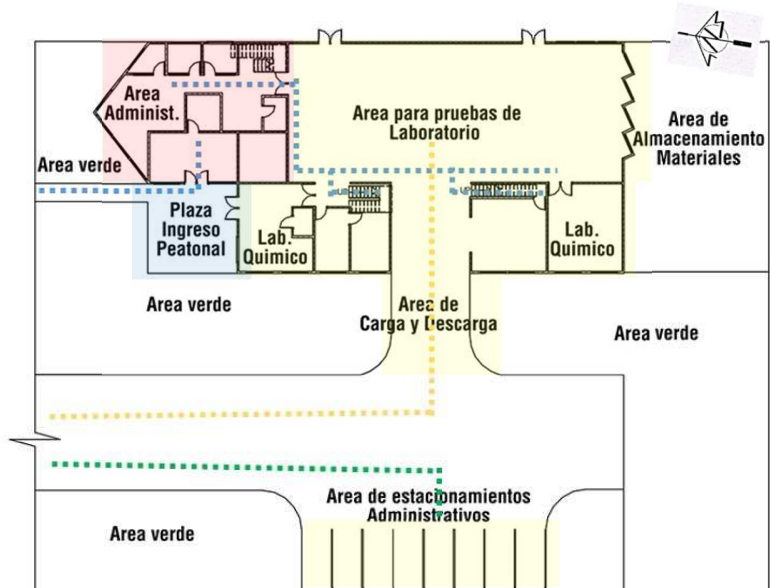 N
Area
Administ.
Area para pruebas de
Laboratorio
Area de
Almacenamiento
Materiales
Area verde
Plaza
Ingreso
Peatonal
Lab.
Quimico
Lab.
Quimico
Area verde
Area de
Carga y Descarga
Area verde
Area de estacionamientos
Administrativos
Area verde